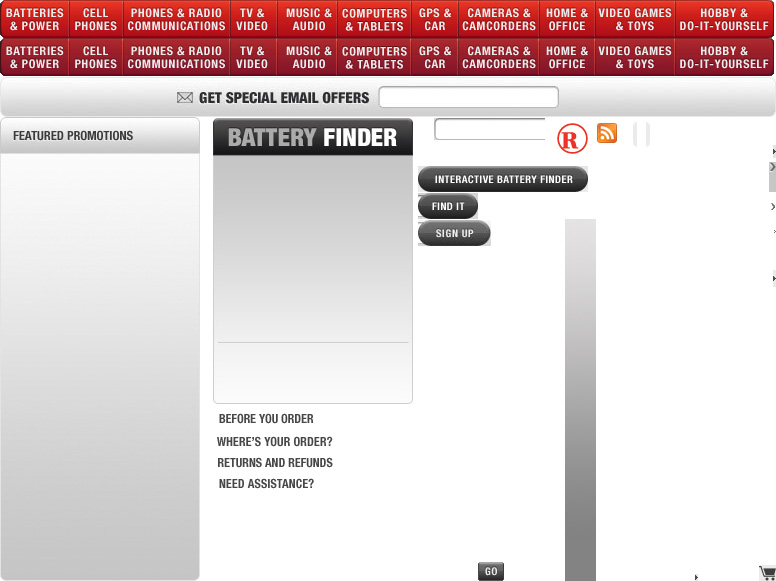 BATTERIES & POWER
CELL PHONES
PHONES & RADIO COMMUNICATIONS
TV & VIDEO
MUSIC & AUDIO
COMPUTERS & TABLETS
GPS & CAR
CAMERAS & CAMCORDERS
HOME & OFFICE
VIDEO GAMES & TOYS
HOBBY & DO-IT-YOURSELF
BATTERIES & POWER
CELL PHONES
PHONES & RADIO COMMUNICATIONS
TV & VIDEO
MUSIC & AUDIO
COMPUTERS & TABLETS
GPS & CAR
CAMERAS & CAMCORDERS
HOME & OFFICE
VIDEO GAMES & TOYS
HOBBY & DO-IT-YOURSELF
GET SPECIAL EMAIL OFFERS
FEATURED PROMOTIONS
BATTERY FINDER
®
INTERACTIVE BATTERY FINDER
FIND IT
SIGN UP
BEFORE YOU ORDER
WHERE'S YOUR ORDER?
RETURNS AND REFUNDS
NEED ASSISTANCE?
GO